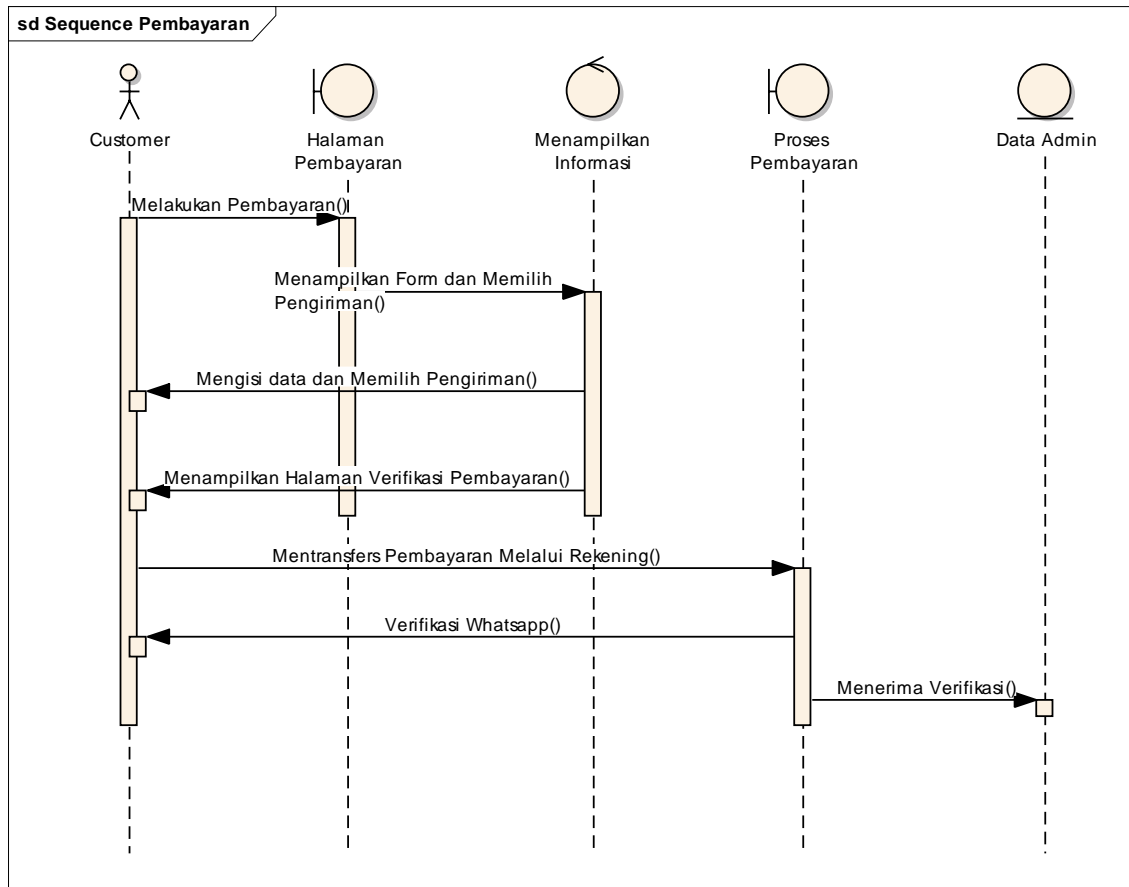 sd Sequence Pembayaran
Customer
Halaman
Pembayaran
Menampilkan
Informasi
Proses
Pembayaran
Data Admin
Melakukan Pembayaran()
Menampilkan Form dan Memilih
Pengiriman()
Mengisi data dan Memilih Pengiriman()
Menampilkan Halaman Verifikasi Pembayaran()
Mentransfers Pembayaran Melalui Rekening()
Verifikasi Whatsapp()
Menerima Verifikasi()